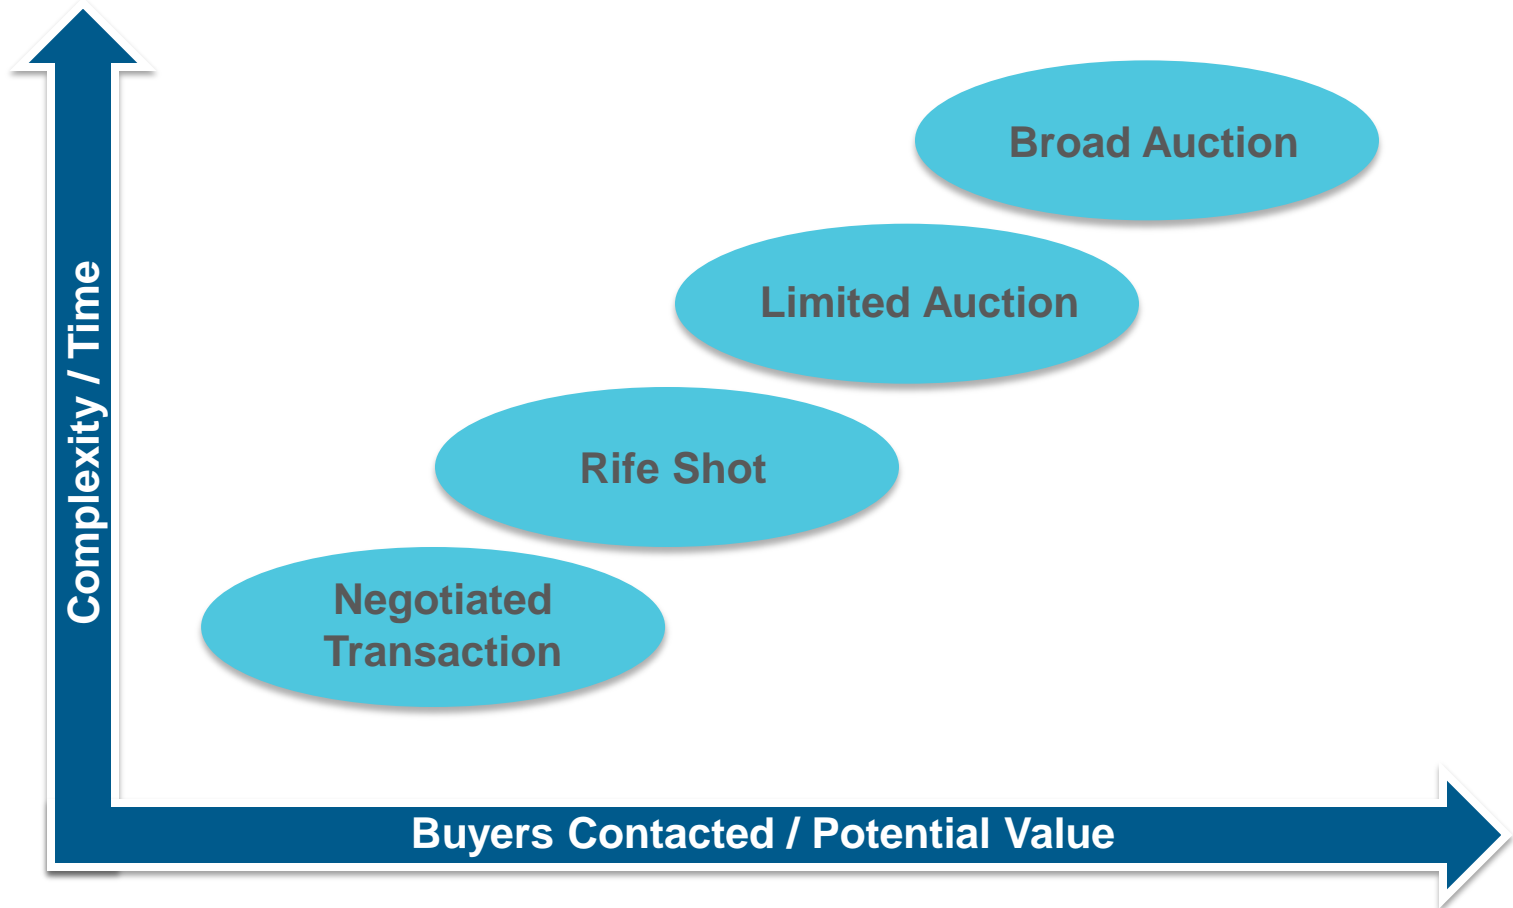 Broad Auction
Limited Auction
Rife Shot
Negotiated
Transaction
Complexity / Time
Buyers Contacted / Potential Value